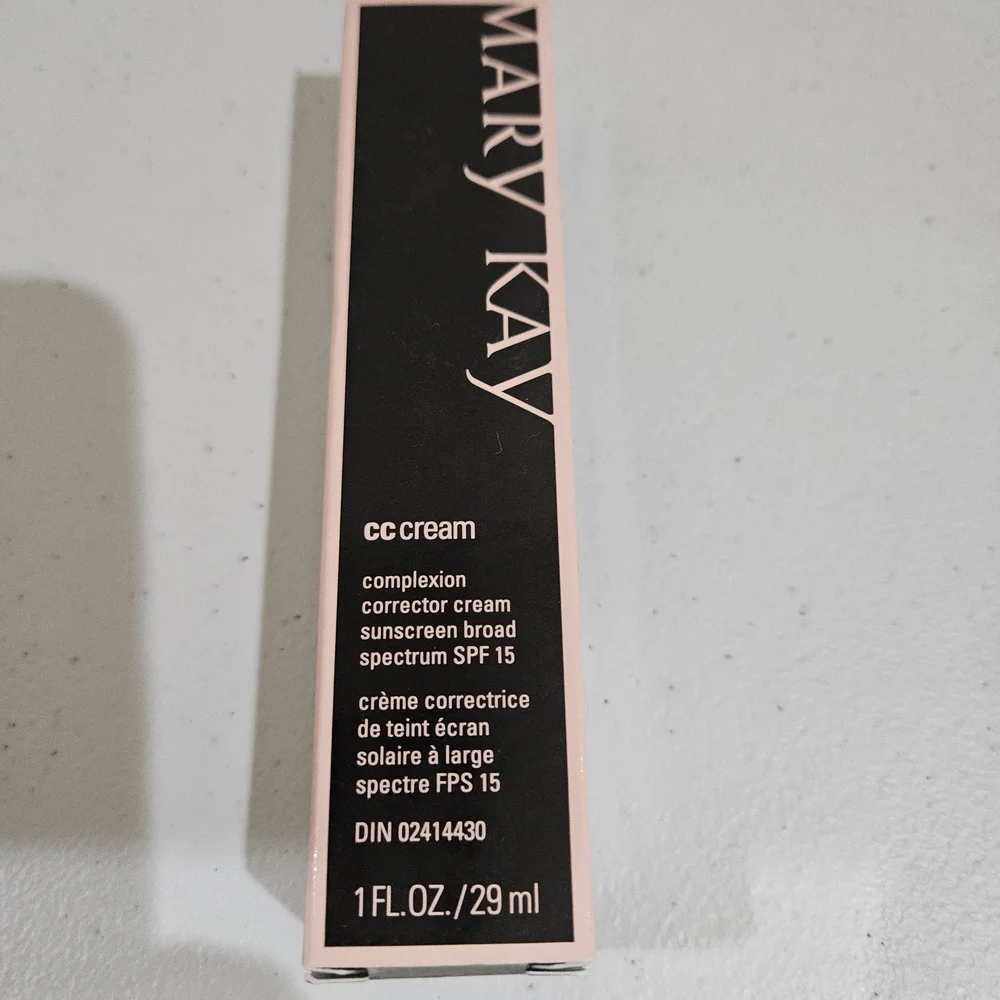 MARY KAY
cc cream
complexion
corrector cream
sunscreen broad
spectrum SPF 15
crème correctrice
de teint écran
solaire à large
spectre FPS 15
DIN 02414430
1 FL. OZ. / 29 ml